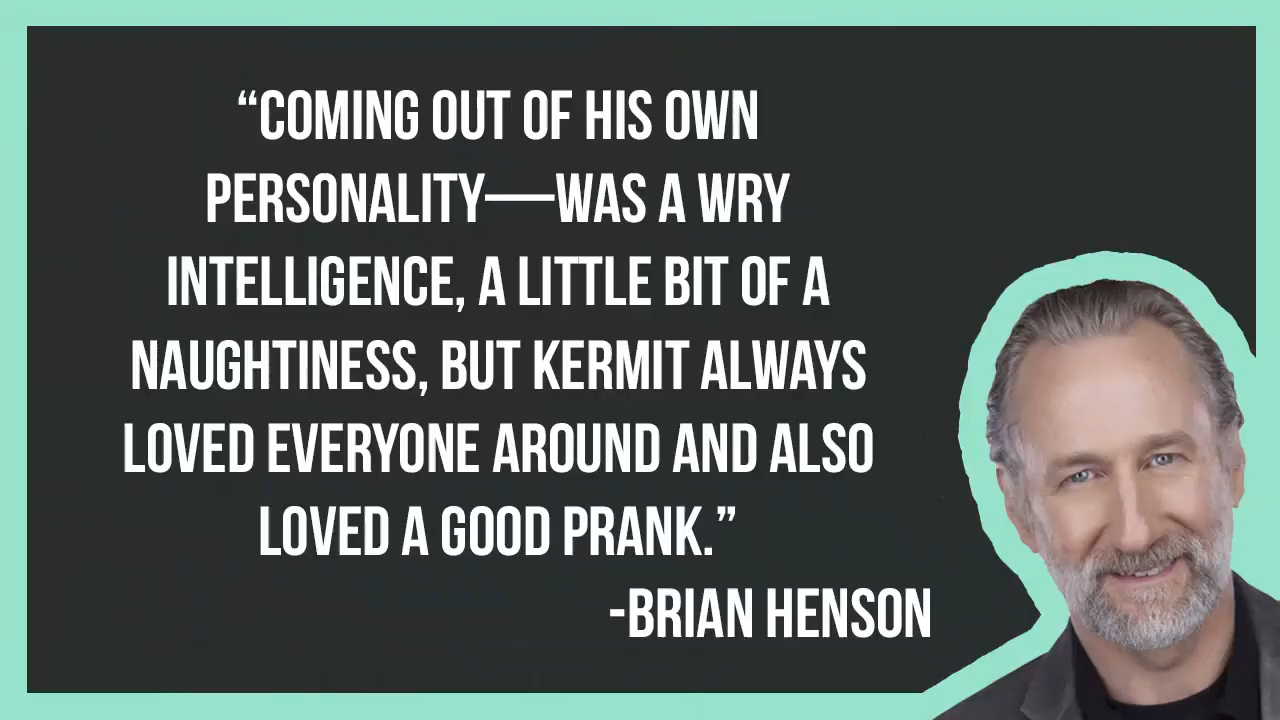 “COMING OUT OF HIS OWN
PERSONALITY—WAS A WRY
INTELLIGENCE, A LITTLE BIT OF A
NAUGHTINESS, BUT KERMIT ALWAYS
LOVED EVERYONE AROUND AND ALSO
LOVED A GOOD PRANK.”
-BRIAN HENSON